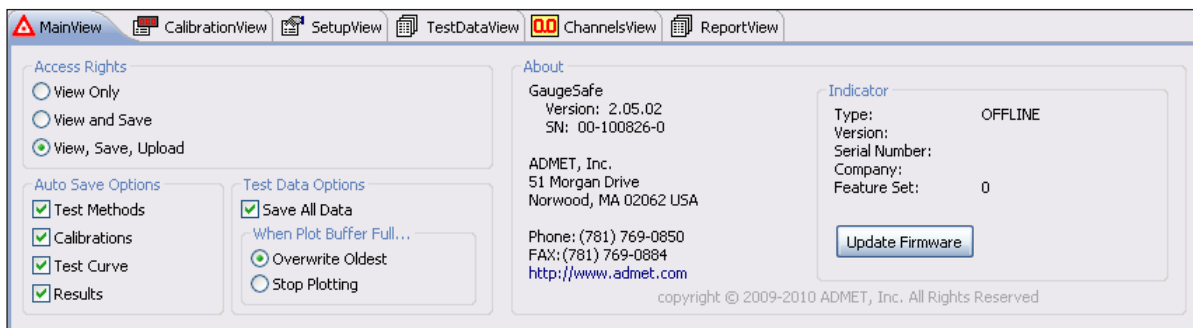 MainView CalibrationView SetupView TestDataView 0.0 ChannelsView ReportView
Access Rights
View Only
View and Save
View, Save, Upload
Auto Save Options
Test Methods
Calibrations
Test Curve
Results
Test Data Options
Save All Data
When Plot Buffer Full...
Overwrite Oldest
Stop Plotting
About
GaugeSafe
Version: 2.05.02
SN: 00-100826-0
ADMET, Inc.
51 Morgan Drive
Norwood, MA 02062 USA
Phone: (781) 769-0850
FAX:(781) 769-0884
http://www.admet.com
Indicator
Type: OFFLINE
Version:
Serial Number:
Company:
Feature Set: 0
Update Firmware
copyright © 2009-2010 ADMET, Inc. All Rights Reserved